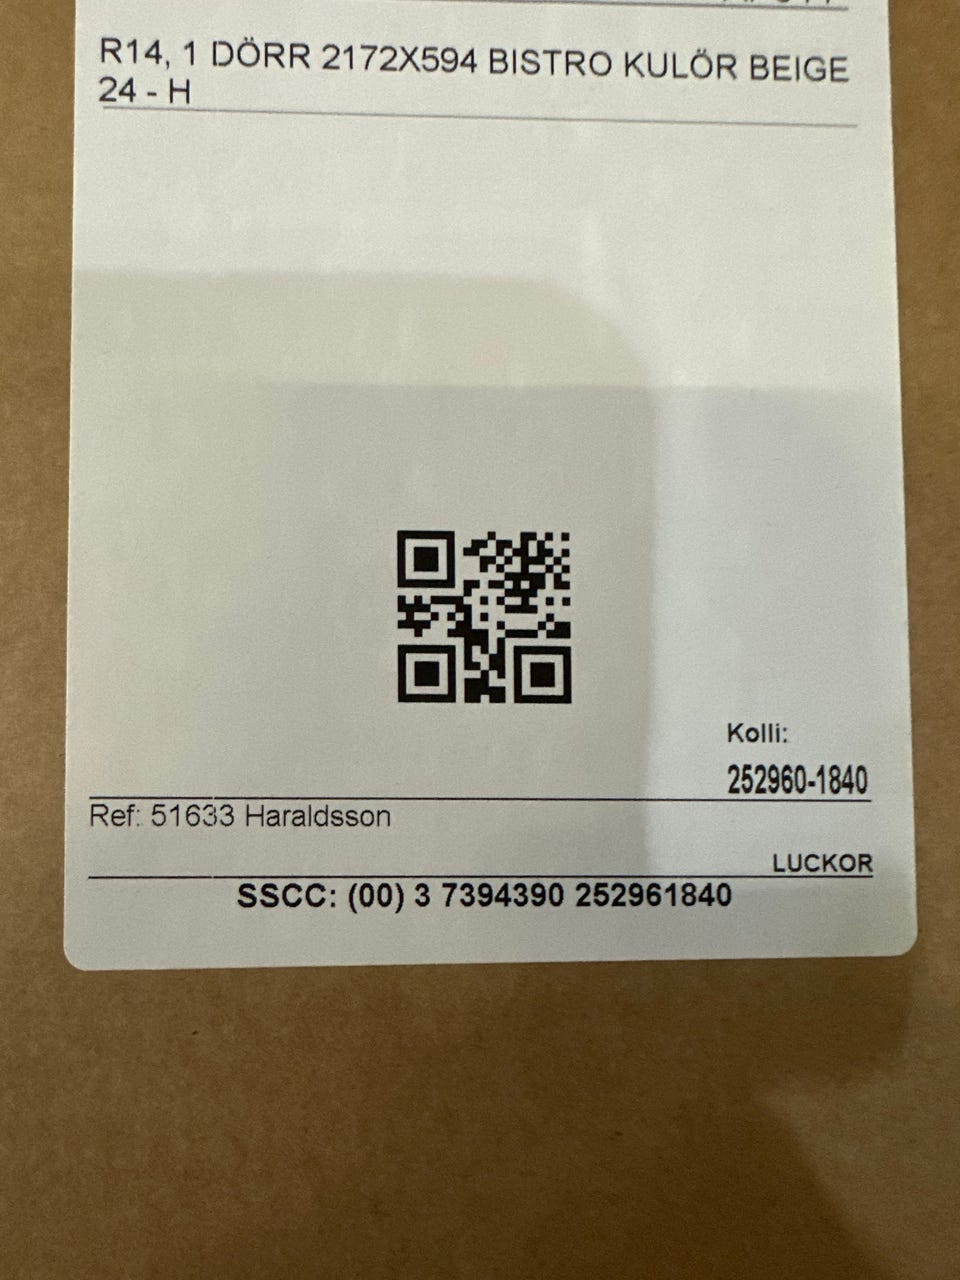 R14, 1 DÖRR 2172X594 BISTRO KULÖR BEIGE
24 - H
Kolli:
252960-1840
Ref: 51633 Haraldsson
LUCKOR
SSCC: (00) 3 7394390 252961840